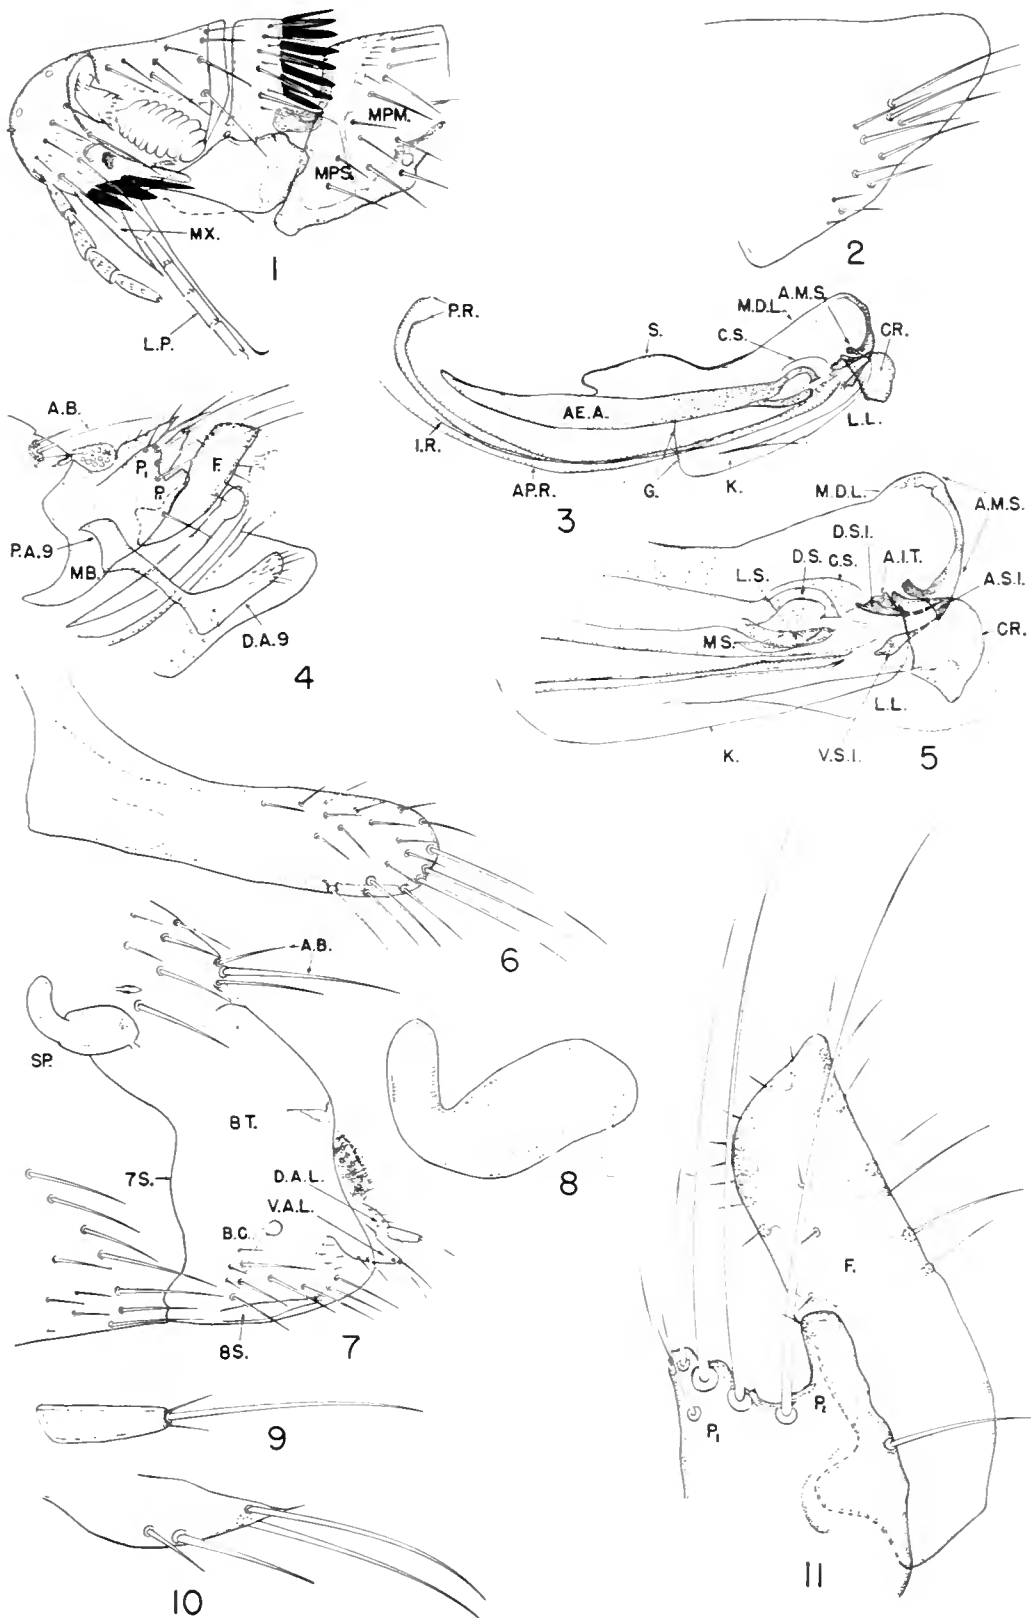 MPM.
MPS.
MX.
L.P.
1
2
P.R.
S.
C.S.
M.D.L.
A.M.S.
CR.
AE.A.
L.L.
I.R.
AP.R.
G.
K.
3
A.B.
P1
F.
P2
P.A.9
MB.
D.A.9
4
M.D.L.
A.M.S.
D.S.I.
D.S.
C.S.
A.I.T.
L.S.
A.S.I.
M.S.
CR.
L.L.
K.
V.S.I.
5
6
A.B.
SP.
8 T.
7S.
D.A.L.
V.A.L.
B.C.
8S.
7
8
9
10
F.
P2
P1
11